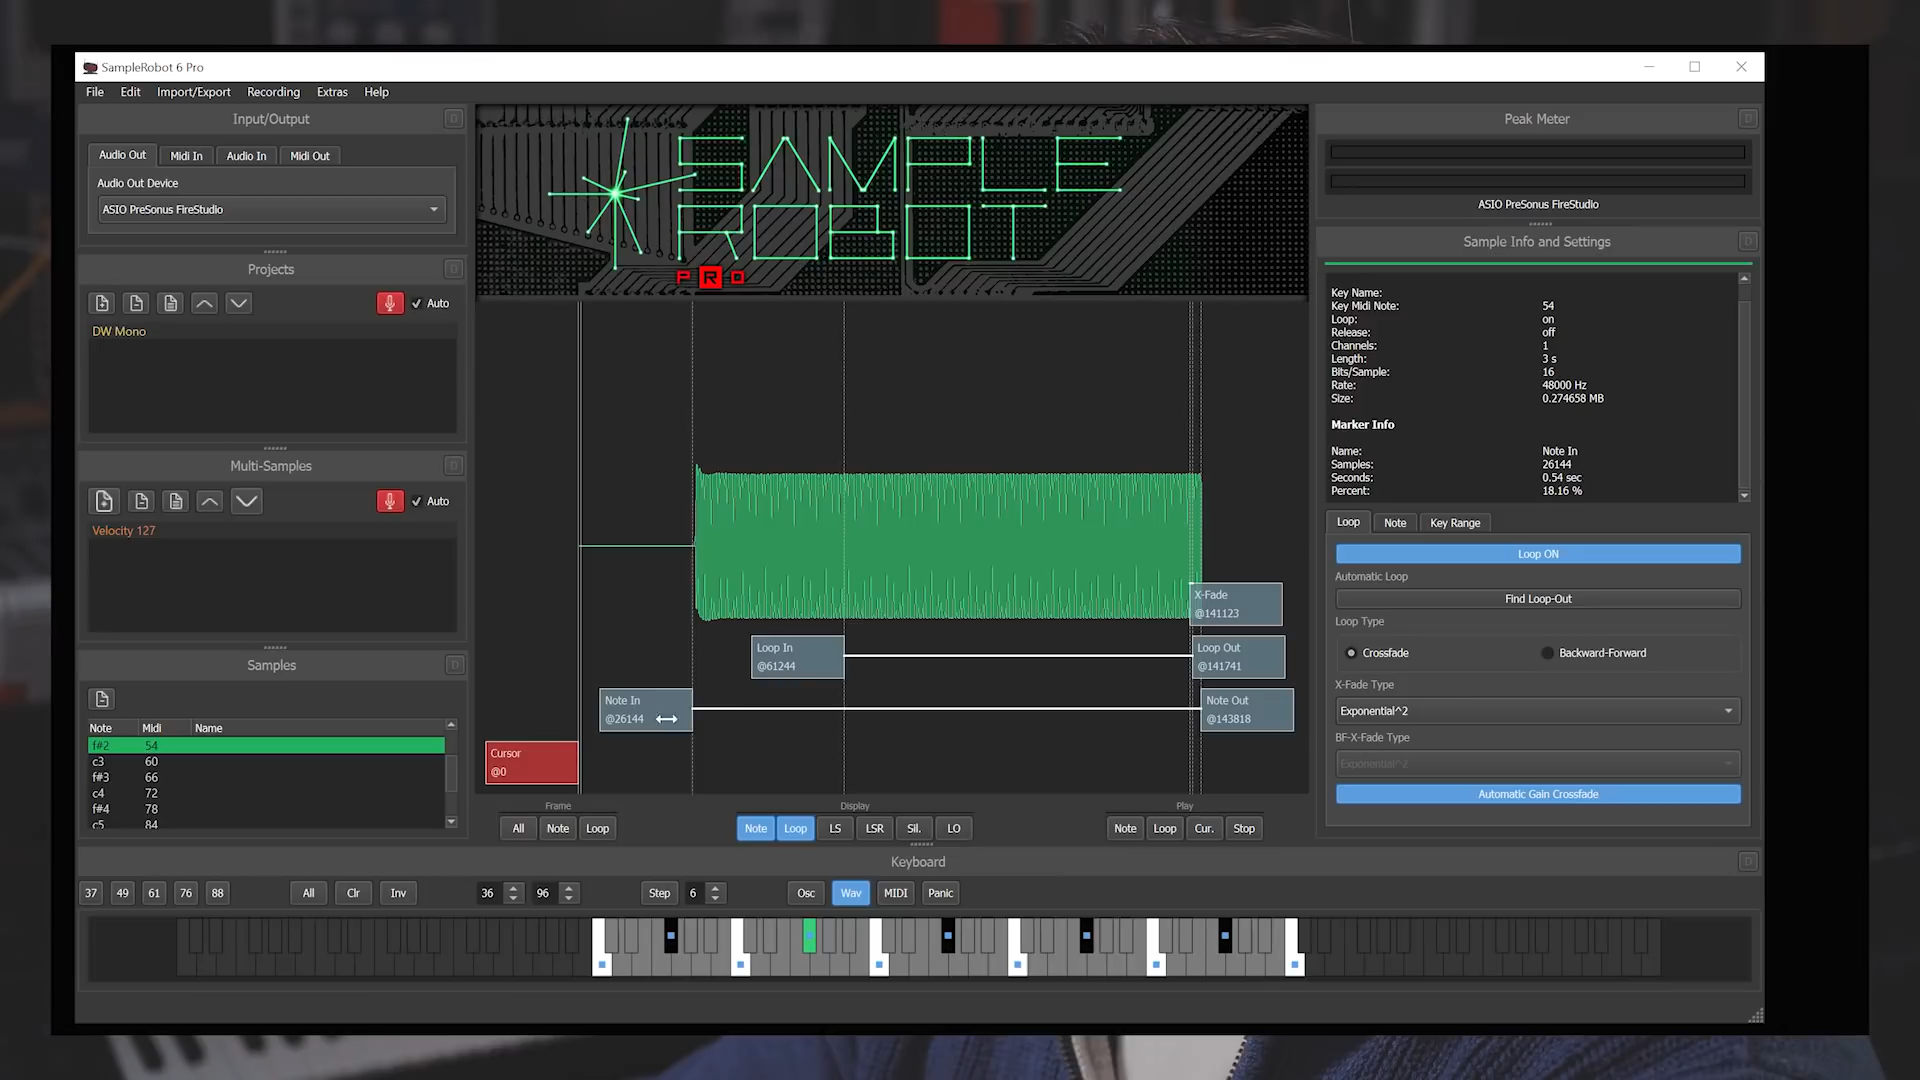 SampleRobot 6 Pro
File Edit Import/Export Recording Extras Help
Input/Output
Audio Out Midi In Audio In Midi Out
Audio Out Device
ASIO PreSonus FireStudio
Projects
Auto
DW Mono
Multi-Samples
Auto
Velocity 127
Samples
Note Midi Name
f#2 54
c3 60
f#3 66
c4 72
f#4 78
c5 84
SAMPLE
ROBOT
PRO
X-Fade
@141123
Loop In
@61244
Loop Out
@141741
Note In
@26144
Note Out
@143818
Cursor
@0
Frame Display Play
All Note Loop Note Loop LS LSR Sil. LO Note Loop Cur. Stop
Peak Meter
ASIO PreSonus FireStudio
Sample Info and Settings
Key Name:
Key Midi Note: 54
Loop: on
Release: off
Channels: 1
Length: 3 s
Bits/Sample: 16
Rate: 48000 Hz
Size: 0.274658 MB
Marker Info
Name: Note In
Samples: 26144
Seconds: 0.54 sec
Percent: 18.16 %
Loop Note Key Range
Loop ON
Automatic Loop
Find Loop-Out
Loop Type
Crossfade Backward-Forward
X-Fade Type
Exponential^2
BF-X-Fade Type
Exponential^2
Automatic Gain Crossfade
Keyboard
37 49 61 76 88 All Clr Inv 36 96 Step 6 Osc Wav MIDI Panic